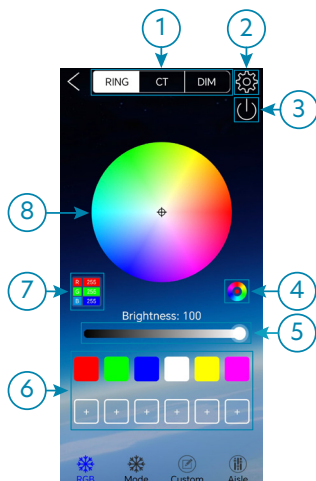 1
2
RING CT DIM
3
8
7
R 255
G 255
B 255
4
Brightness: 100
5
6
+ + + + + +
RGB Mode Custom Aisle